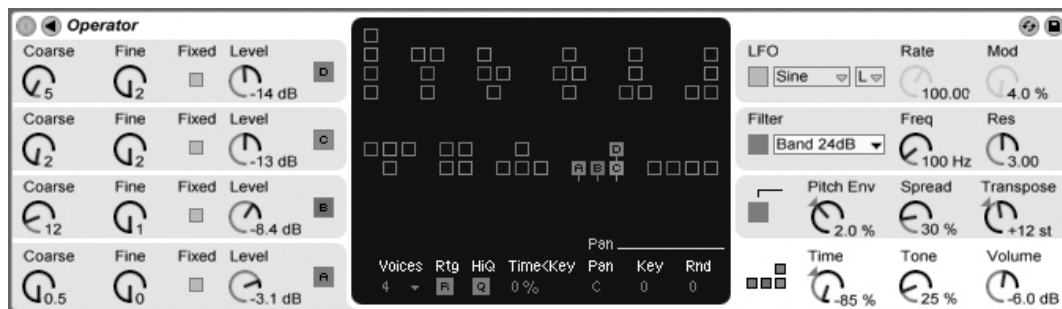 Operator
Coarse Fine Fixed Level
5 2 -14 dB D
Coarse Fine Fixed Level
2 2 -13 dB C
Coarse Fine Fixed Level
12 1 -8.4 dB B
Coarse Fine Fixed Level
0.5 0 -3.1 dB A
D
A B C
Pan
Voices Rtg HiQ Time<Key Pan Key Rnd
4 R Q 0% C 0 0
LFO Rate Mod
Sine L 100.00 4.0 %
Filter Freq Res
Band 24dB 100 Hz 3.00
Pitch Env Spread Transpose
2.0 % 30 % +12 st
Time Tone Volume
-85 % 25 % -6.0 dB